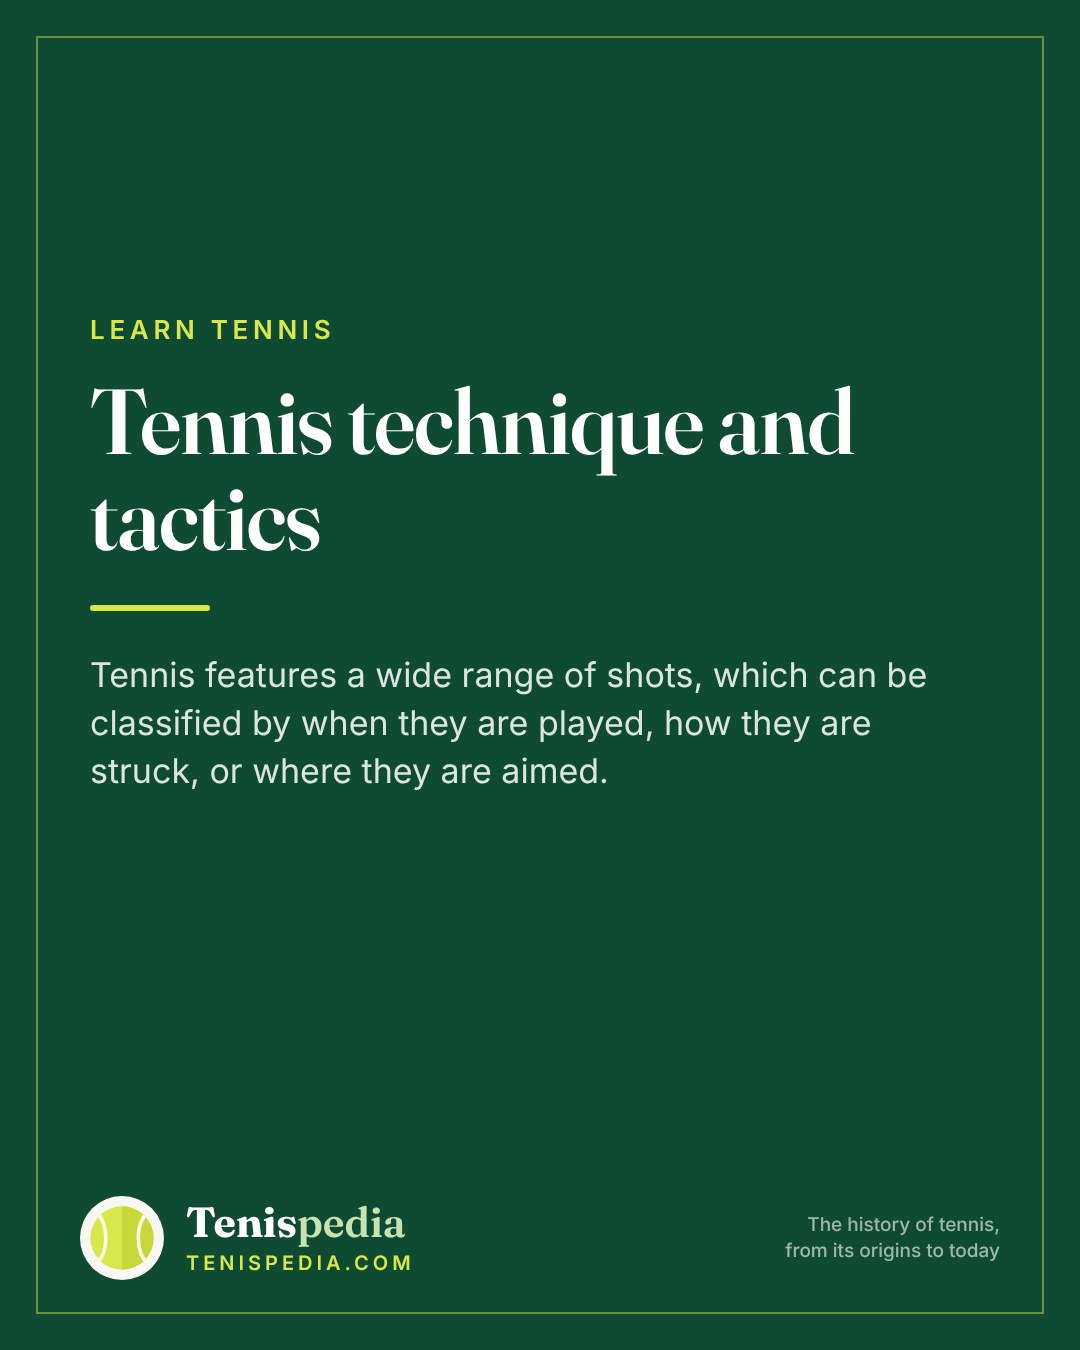 LEARN TENNIS
Tennis technique and
tactics
Tennis features a wide range of shots, which can be
classified by when they are played, how they are
struck, or where they are aimed.
Tenispedia
TENISPEDIA.COM
The history of tennis,
from its origins to today